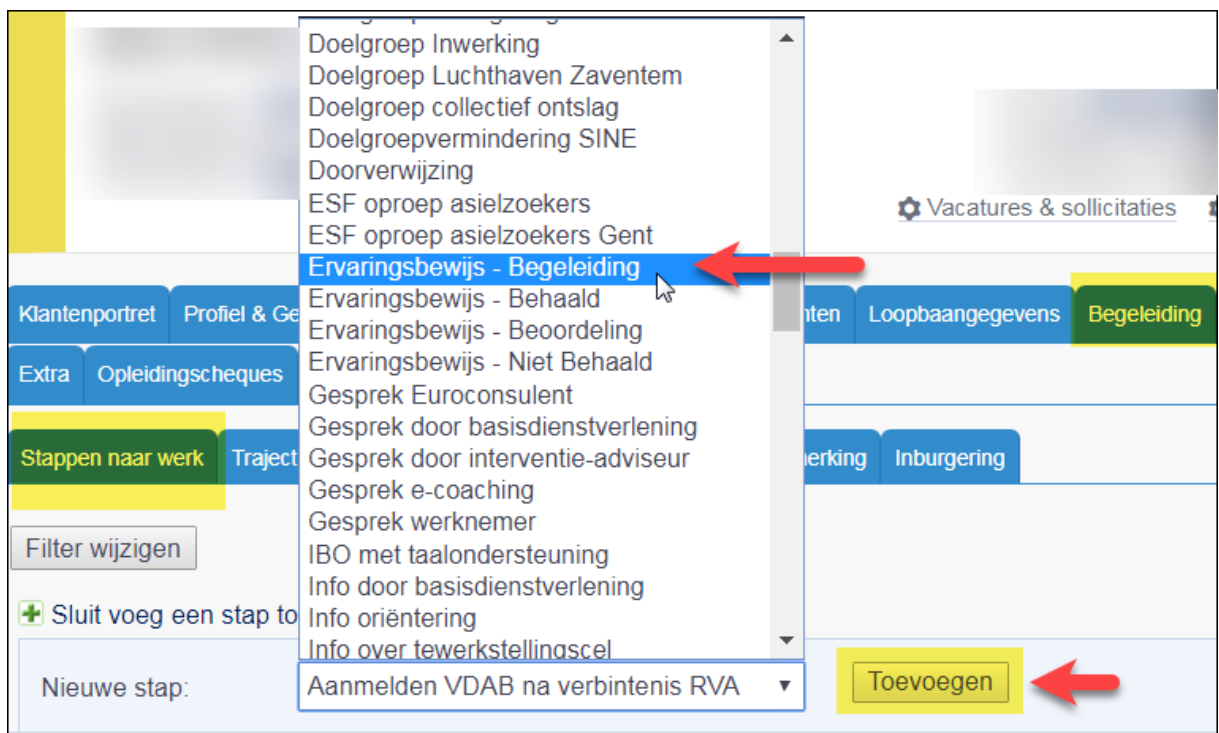 Doelgroep Inwerking
Doelgroep Luchthaven Zaventem
Doelgroep collectief ontslag
Doelgroepvermindering SINE
Doorverwijzing
ESF oproep asielzoekers
ESF oproep asielzoekers Gent
Ervaringsbewijs - Begeleiding
Ervaringsbewijs - Behaald
Ervaringsbewijs - Beoordeling
Ervaringsbewijs - Niet Behaald
Gesprek Euroconsulent
Gesprek door basisdienstverlening
Gesprek door interventie-adviseur
Gesprek e-coaching
Gesprek werknemer
IBO met taalondersteuning
Info door basisdienstverlening
Info oriëntering
Info over tewerkstellingscel
Vacatures & sollicitaties
Klantenportret Profiel & Ge nten Loopbaangegevens Begeleiding
Extra Opleidingscheques
Stappen naar werk Traject erking Inburgering
Filter wijzigen
Sluit voeg een stap to
Nieuwe stap: Aanmelden VDAB na verbintenis RVA Toevoegen